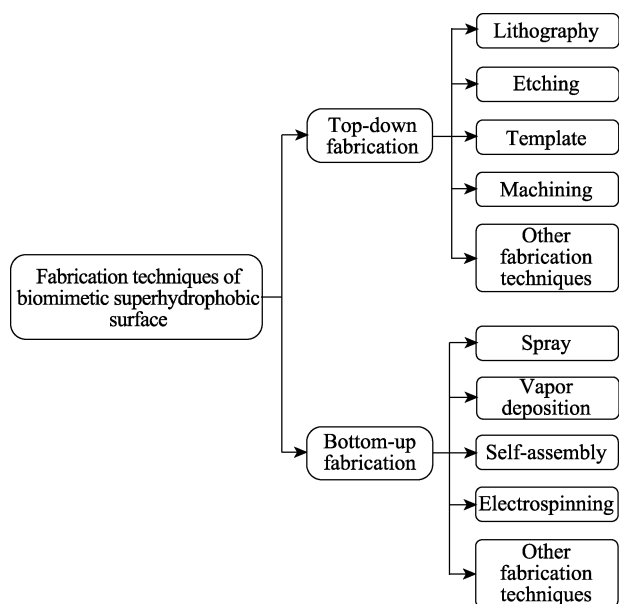 Fabrication techniques of
biomimetic superhydrophobic
surface
Top-down
fabrication
Lithography
Etching
Template
Machining
Other
fabrication
techniques
Bottom-up
fabrication
Spray
Vapor
deposition
Self-assembly
Electrospinning
Other
fabrication
techniques